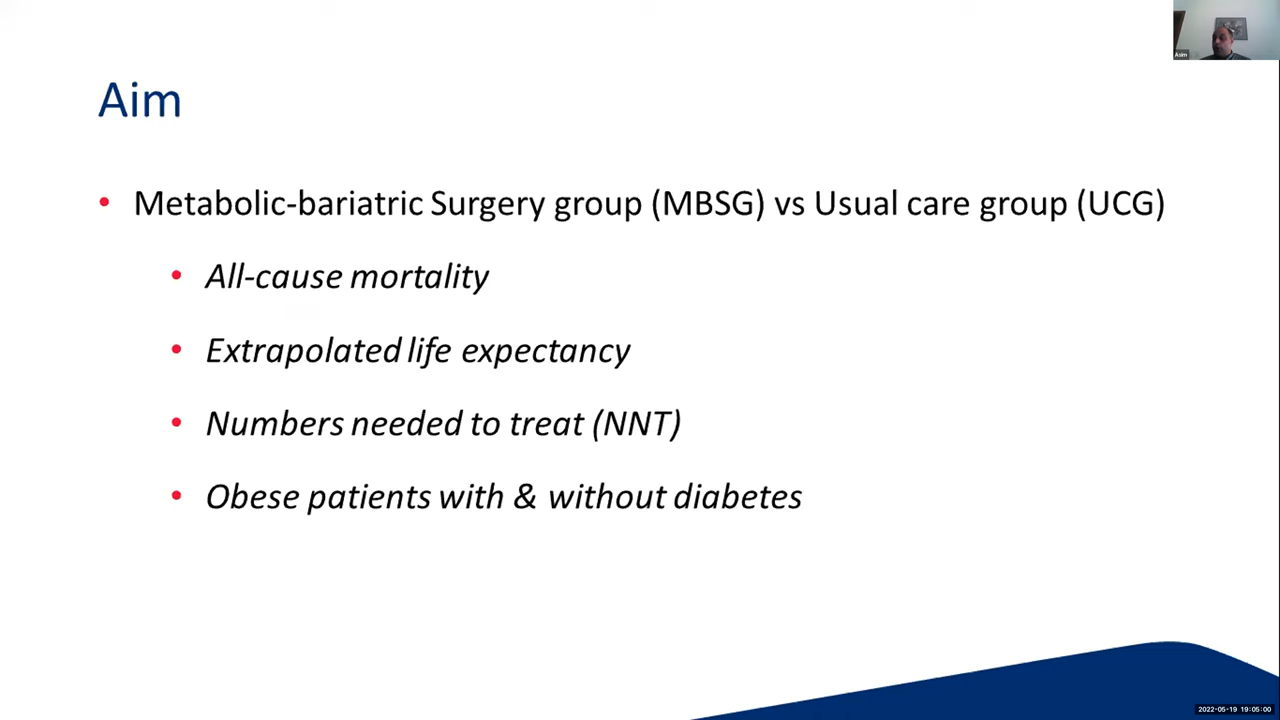 Asim
Aim
• Metabolic-bariatric Surgery group (MBSG) vs Usual care group (UCG)
• All-cause mortality
• Extrapolated life expectancy
• Numbers needed to treat (NNT)
• Obese patients with & without diabetes
2022-05-19 19:05:00